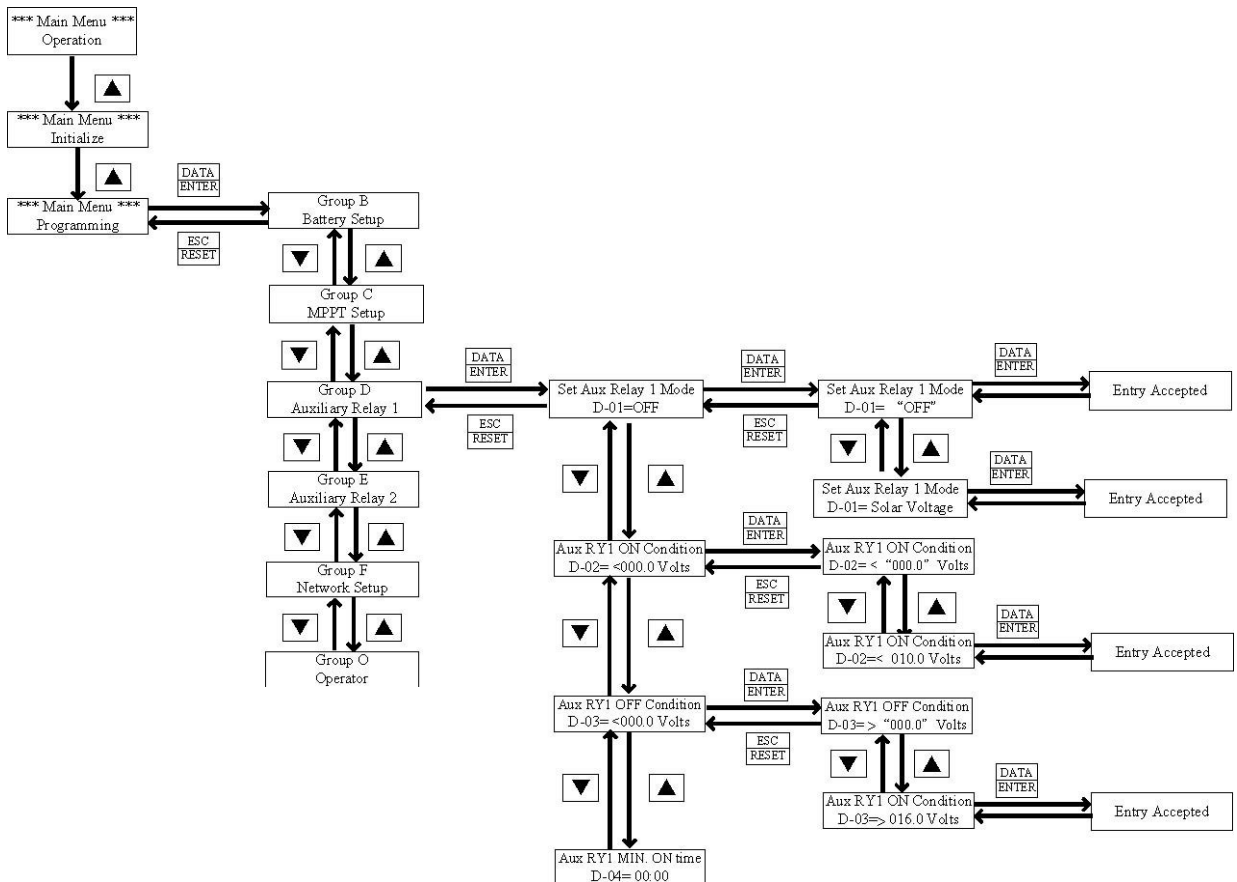 *** Main Menu ***
Operation
*** Main Menu ***
Initialize
*** Main Menu ***
Programming
DATA
ENTER
ESC
RESET
Group B
Battery Setup
Group C
MPPT Setup
Group D
Auxiliary Relay 1
Group E
Auxiliary Relay 2
Group F
Network Setup
Group O
Operator
DATA
ENTER
ESC
RESET
Set Aux Relay 1 Mode
D-01=OFF
DATA
ENTER
ESC
RESET
Set Aux Relay 1 Mode
D-01= “OFF”
DATA
ENTER
Entry Accepted
Set Aux Relay 1 Mode
D-01= Solar Voltage
DATA
ENTER
Entry Accepted
Aux RY1 ON Condition
D-02= <000.0 Volts
DATA
ENTER
ESC
RESET
Aux RY1 ON Condition
D-02= < “000.0” Volts
Aux RY1 ON Condition
D-02=< 010.0 Volts
DATA
ENTER
Entry Accepted
Aux RY1 OFF Condition
D-03= <000.0 Volts
DATA
ENTER
ESC
RESET
Aux RY1 OFF Condition
D-03= > “000.0” Volts
Aux RY1 ON Condition
D-03=> 016.0 Volts
DATA
ENTER
Entry Accepted
Aux RY1 MIN. ON time
D-04= 00:00